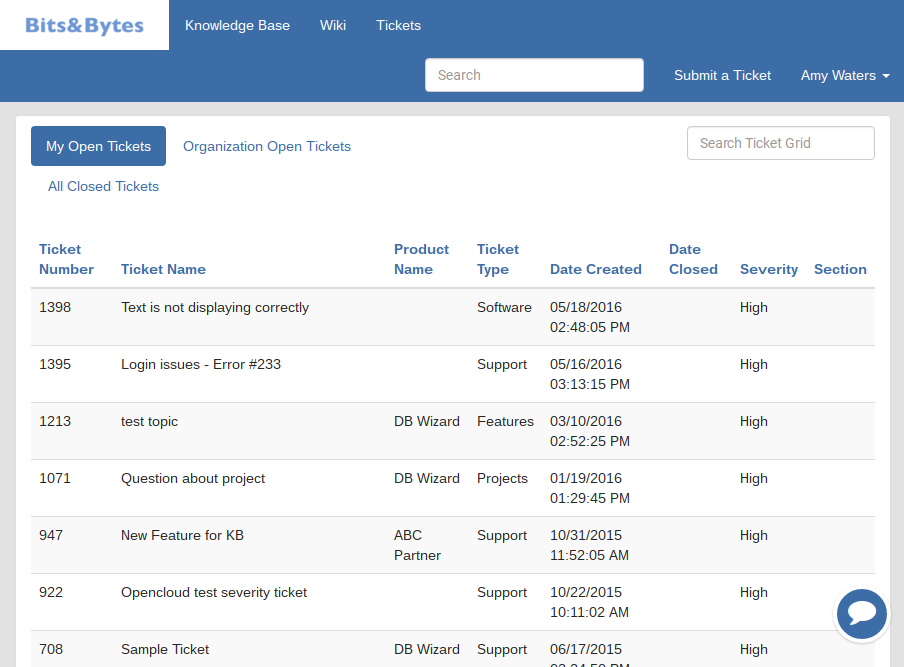 Bits&Bytes
Knowledge Base Wiki Tickets
Search Submit a Ticket Amy Waters
My Open Tickets Organization Open Tickets Search Ticket Grid
All Closed Tickets
Ticket Number Ticket Name Product Name Ticket Type Date Created Date Closed Severity Section
1398 Text is not displaying correctly Software 05/18/2016 High
02:48:05 PM
1395 Login issues - Error #233 Support 05/16/2016 High
03:13:15 PM
1213 test topic DB Wizard Features 03/10/2016 High
02:52:25 PM
1071 Question about project DB Wizard Projects 01/19/2016 High
01:29:45 PM
947 New Feature for KB ABC Support 10/31/2015 High
Partner 11:52:05 AM
922 Opencloud test severity ticket Support 10/22/2015 High
10:11:02 AM
708 Sample Ticket DB Wizard Support 06/17/2015 High